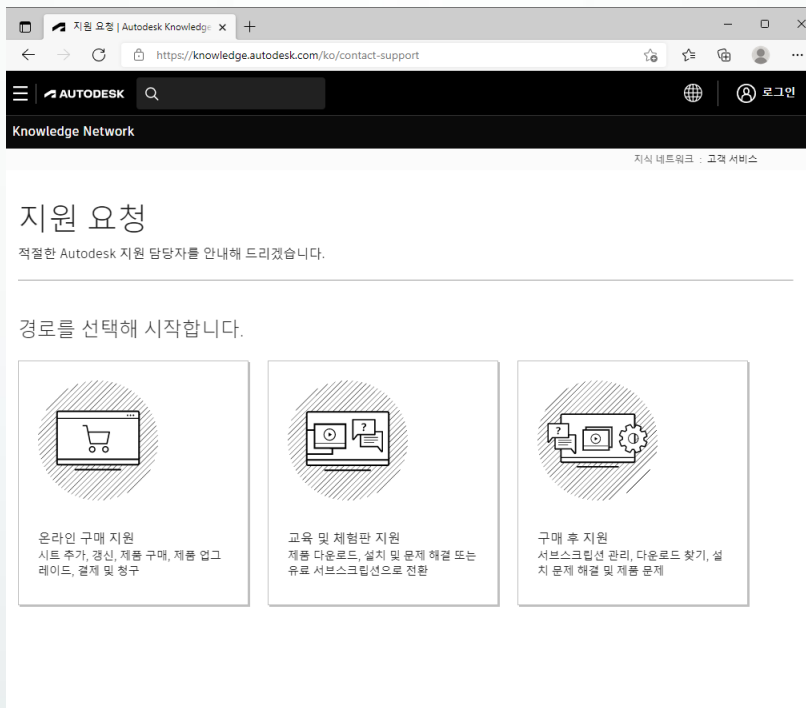 지원 요청 | Autodesk Knowledge
https://knowledge.autodesk.com/ko/contact-support
AUTODESK
로그인
Knowledge Network
지식 네트워크 : 고객 서비스
지원 요청
적절한 Autodesk 지원 담당자를 안내해 드리겠습니다.
경로를 선택해 시작합니다.
온라인 구매 지원
시트 추가, 갱신, 제품 구매, 제품 업그
레이드, 결제 및 청구
교육 및 체험판 지원
제품 다운로드, 설치 및 문제 해결 또는
유료 서브스크립션으로 전환
구매 후 지원
서브스크립션 관리, 다운로드 찾기, 설
치 문제 해결 및 제품 문제